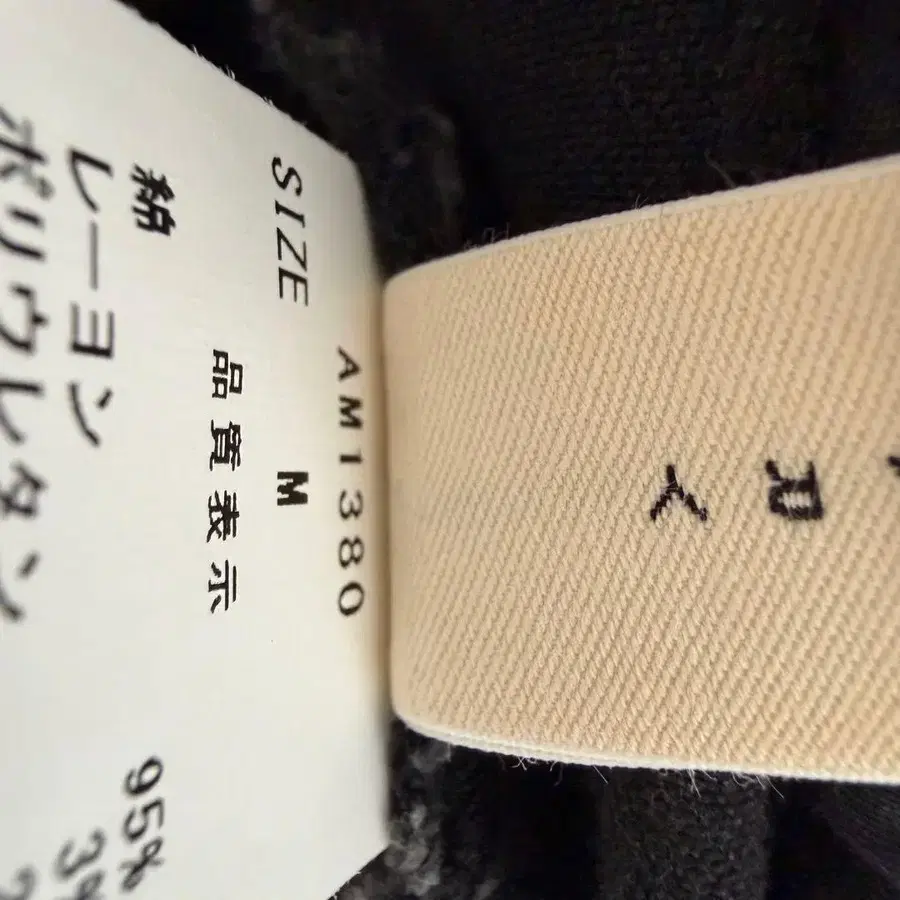 AM1380
SIZE M
品質表示
綿 95%
レーヨン 3%
ポリウレタン
RY